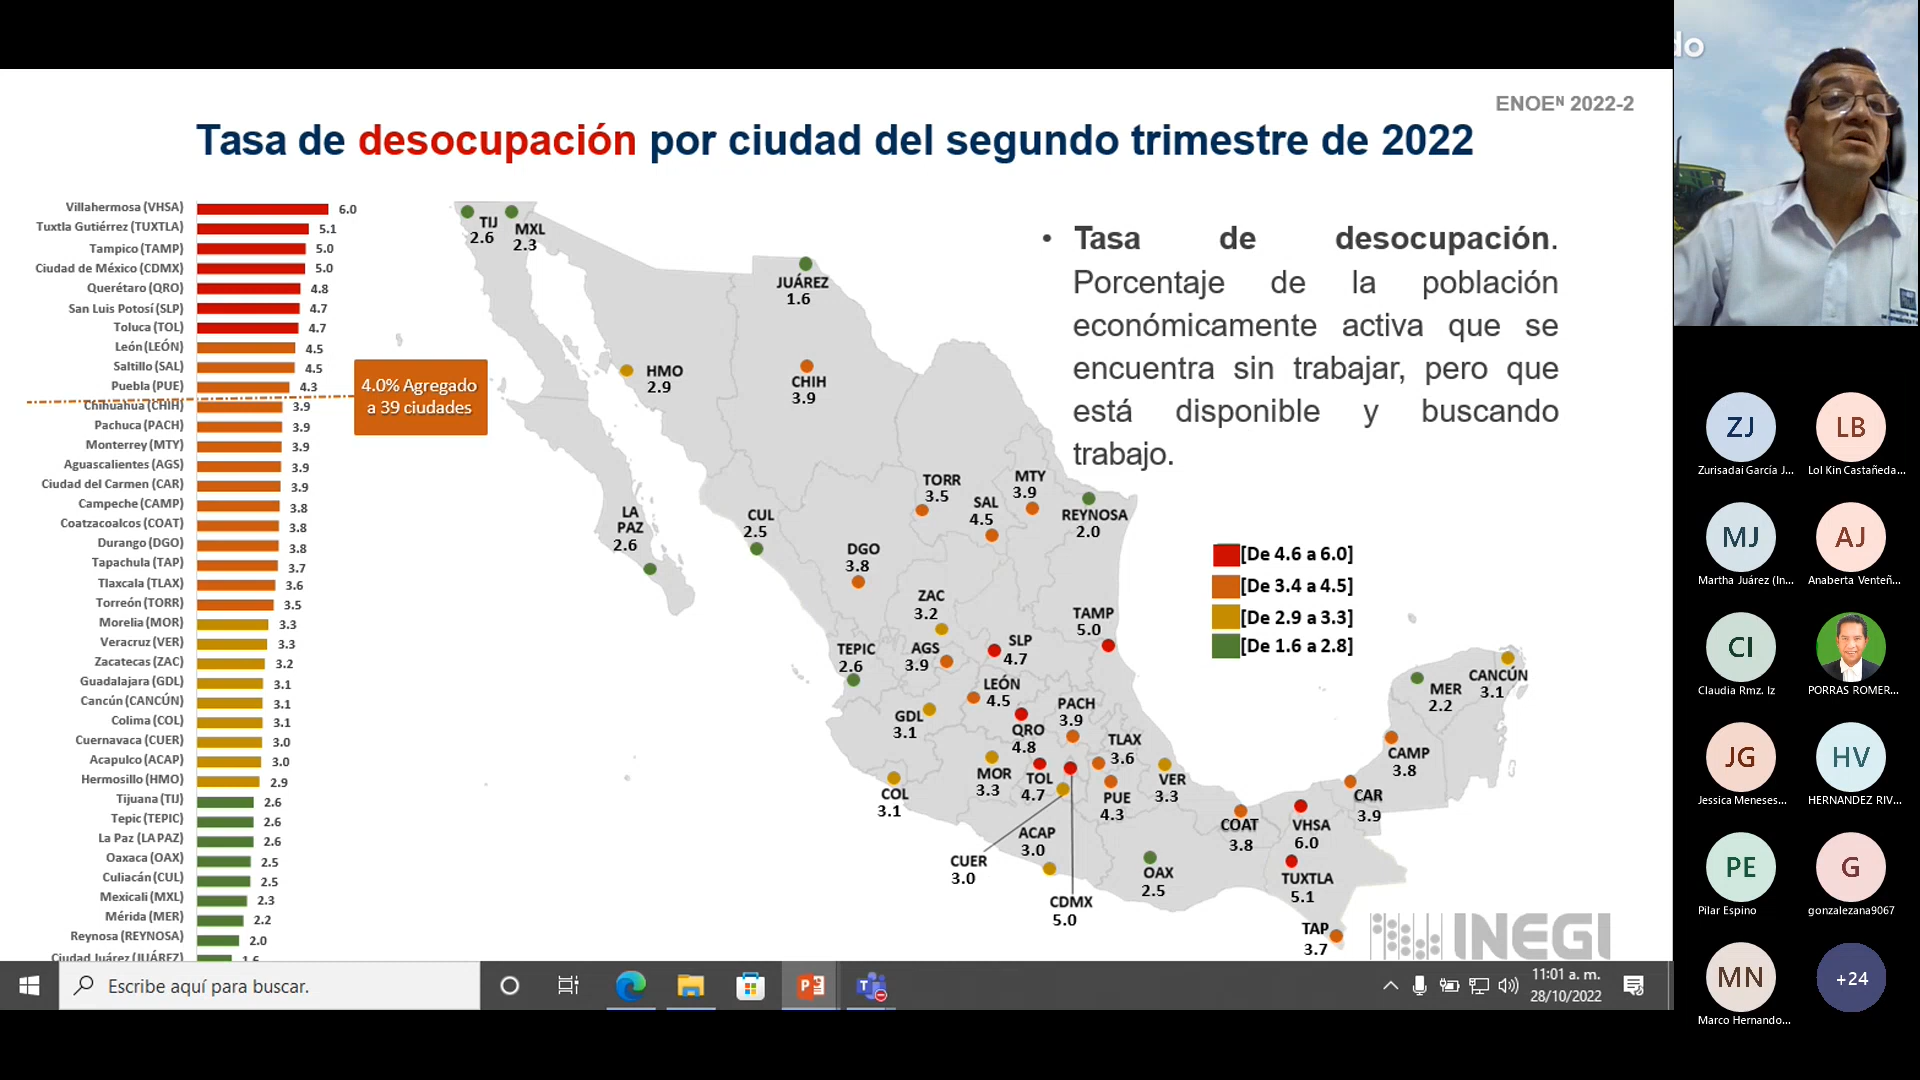 do
ENOEᴺ 2022-2
Tasa de desocupación por ciudad del segundo trimestre de 2022
Villahermosa (VHSA) 6.0
Tuxtla Gutiérrez (TUXTLA) 5.1
Tampico (TAMP) 5.0
Ciudad de México (CDMX) 5.0
Querétaro (QRO) 4.8
San Luis Potosí (SLP) 4.7
Toluca (TOL) 4.7
León (LEÓN) 4.5
Saltillo (SAL) 4.5
Puebla (PUE) 4.3
Chihuahua (CHIH) 3.9
Pachuca (PACH) 3.9
Monterrey (MTY) 3.9
Aguascalientes (AGS) 3.9
Ciudad del Carmen (CAR) 3.9
Campeche (CAMP) 3.8
Coatzacoalcos (COAT) 3.8
Durango (DGO) 3.8
Tapachula (TAP) 3.7
Tlaxcala (TLAX) 3.6
Torreón (TORR) 3.5
Morelia (MOR) 3.3
Veracruz (VER) 3.3
Zacatecas (ZAC) 3.2
Guadalajara (GDL) 3.1
Cancún (CANCÚN) 3.1
Colima (COL) 3.1
Cuernavaca (CUER) 3.0
Acapulco (ACAP) 3.0
Hermosillo (HMO) 2.9
Tijuana (TIJ) 2.6
Tepic (TEPIC) 2.6
La Paz (LA PAZ) 2.6
Oaxaca (OAX) 2.5
Culiacán (CUL) 2.5
Mexicali (MXL) 2.3
Mérida (MER) 2.2
Reynosa (REYNOSA) 2.0
Ciudad Juárez (JUÁREZ) 1.6
4.0% Agregado
a 39 ciudades
TIJ
2.6
MXL
2.3
JUÁREZ
1.6
HMO
2.9
CHIH
3.9
LA
PAZ
2.6
CUL
2.5
TORR
3.5
SAL
4.5
MTY
3.9
REYNOSA
2.0
DGO
3.8
ZAC
3.2
TAMP
5.0
TEPIC
2.6
AGS
3.9
SLP
4.7
LEÓN
4.5
GDL
3.1
QRO
4.8
PACH
3.9
TLAX
3.6
MOR
3.3
TOL
4.7
PUE
4.3
VER
3.3
COL
3.1
ACAP
3.0
CUER
3.0
CDMX
5.0
OAX
2.5
COAT
3.8
VHSA
6.0
TUXTLA
5.1
TAP
3.7
CAR
3.9
CAMP
3.8
MER
2.2
CANCÚN
3.1
• Tasa de desocupación.
Porcentaje de la población
económicamente activa que se
encuentra sin trabajar, pero que
está disponible y buscando
trabajo.
[De 4.6 a 6.0]
[De 3.4 a 4.5]
[De 2.9 a 3.3]
[De 1.6 a 2.8]
INEGI
Escribe aquí para buscar.
11:01 a. m.
28/10/2022
ZJ
Zurisadai García J...
LB
Lol Kin Castañeda...
MJ
Martha Juárez (In...
AJ
Anaberta Venteñ...
CI
Claudia Rmz. Iz
PORRAS ROMER...
JG
Jessica Meneses...
HV
HERNANDEZ RIV...
PE
Pilar Espino
G
gonzalezana9067
MN
Marco Hernando...
+24